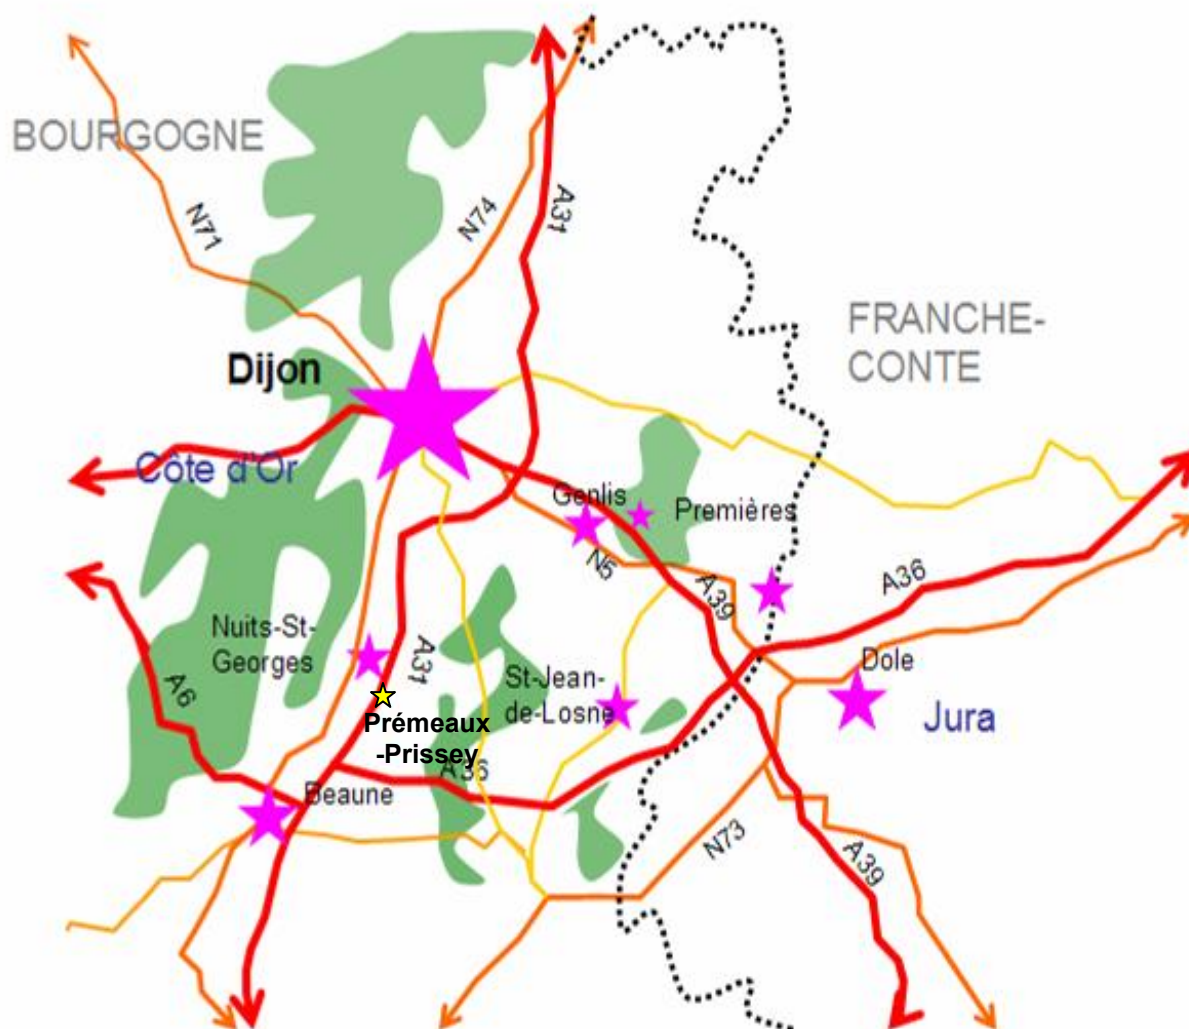 BOURGOGNE
N71
N74
A31
FRANCHE-
CONTE
Dijon
Côte d'Or
Genlis
Premières
N5
A39
A36
Nuits-St-
Georges
A31
A6
Dole
St-Jean-
de-Losne
Jura
Prémeaux
-Prissey
A36
Beaune
N73
A39